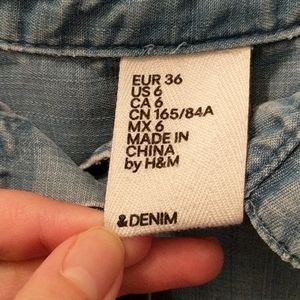 EUR 36
US 6
CA 6
CN 165/84A
MX 6
MADE IN
CHINA
by H&M
&DENIM